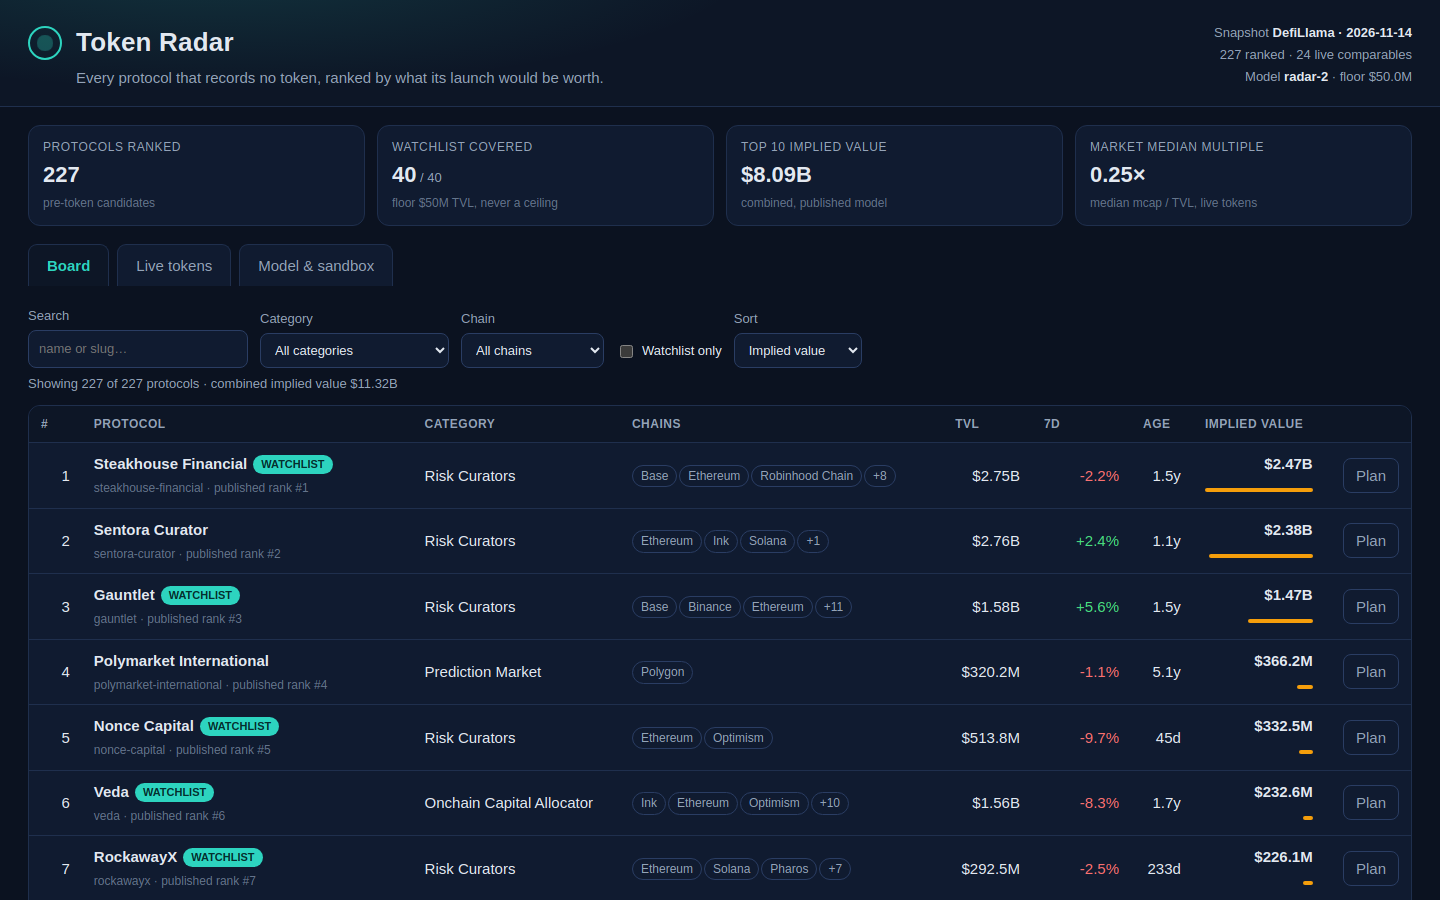 Token Radar
Every protocol that records no token, ranked by what its launch would be worth.
Snapshot DefiLlama · 2026-11-14
227 ranked · 24 live comparables
Model radar-2 · floor $50.0M
PROTOCOLS RANKED
227
pre-token candidates
WATCHLIST COVERED
40 / 40
floor $50M TVL, never a ceiling
TOP 10 IMPLIED VALUE
$8.09B
combined, published model
MARKET MEDIAN MULTIPLE
0.25×
median mcap / TVL, live tokens
Board
Live tokens
Model & sandbox
Search
name or slug…
Category
All categories
Chain
All chains
Watchlist only
Sort
Implied value
Showing 227 of 227 protocols · combined implied value $11.32B
# PROTOCOL CATEGORY CHAINS TVL 7D AGE IMPLIED VALUE
1 Steakhouse Financial WATCHLIST Risk Curators Base Ethereum Robinhood Chain +8 $2.75B -2.2% 1.5y $2.47B Plan
steakhouse-financial · published rank #1
2 Sentora Curator Risk Curators Ethereum Ink Solana +1 $2.76B +2.4% 1.1y $2.38B Plan
sentora-curator · published rank #2
3 Gauntlet WATCHLIST Risk Curators Base Binance Ethereum +11 $1.58B +5.6% 1.5y $1.47B Plan
gauntlet · published rank #3
4 Polymarket International Prediction Market Polygon $320.2M -1.1% 5.1y $366.2M Plan
polymarket-international · published rank #4
5 Nonce Capital WATCHLIST Risk Curators Ethereum Optimism $513.8M -9.7% 45d $332.5M Plan
nonce-capital · published rank #5
6 Veda WATCHLIST Onchain Capital Allocator Ink Ethereum Optimism +10 $1.56B -8.3% 1.7y $232.6M Plan
veda · published rank #6
7 RockawayX WATCHLIST Risk Curators Ethereum Solana Pharos +7 $292.5M -2.5% 233d $226.1M Plan
rockawayx · published rank #7